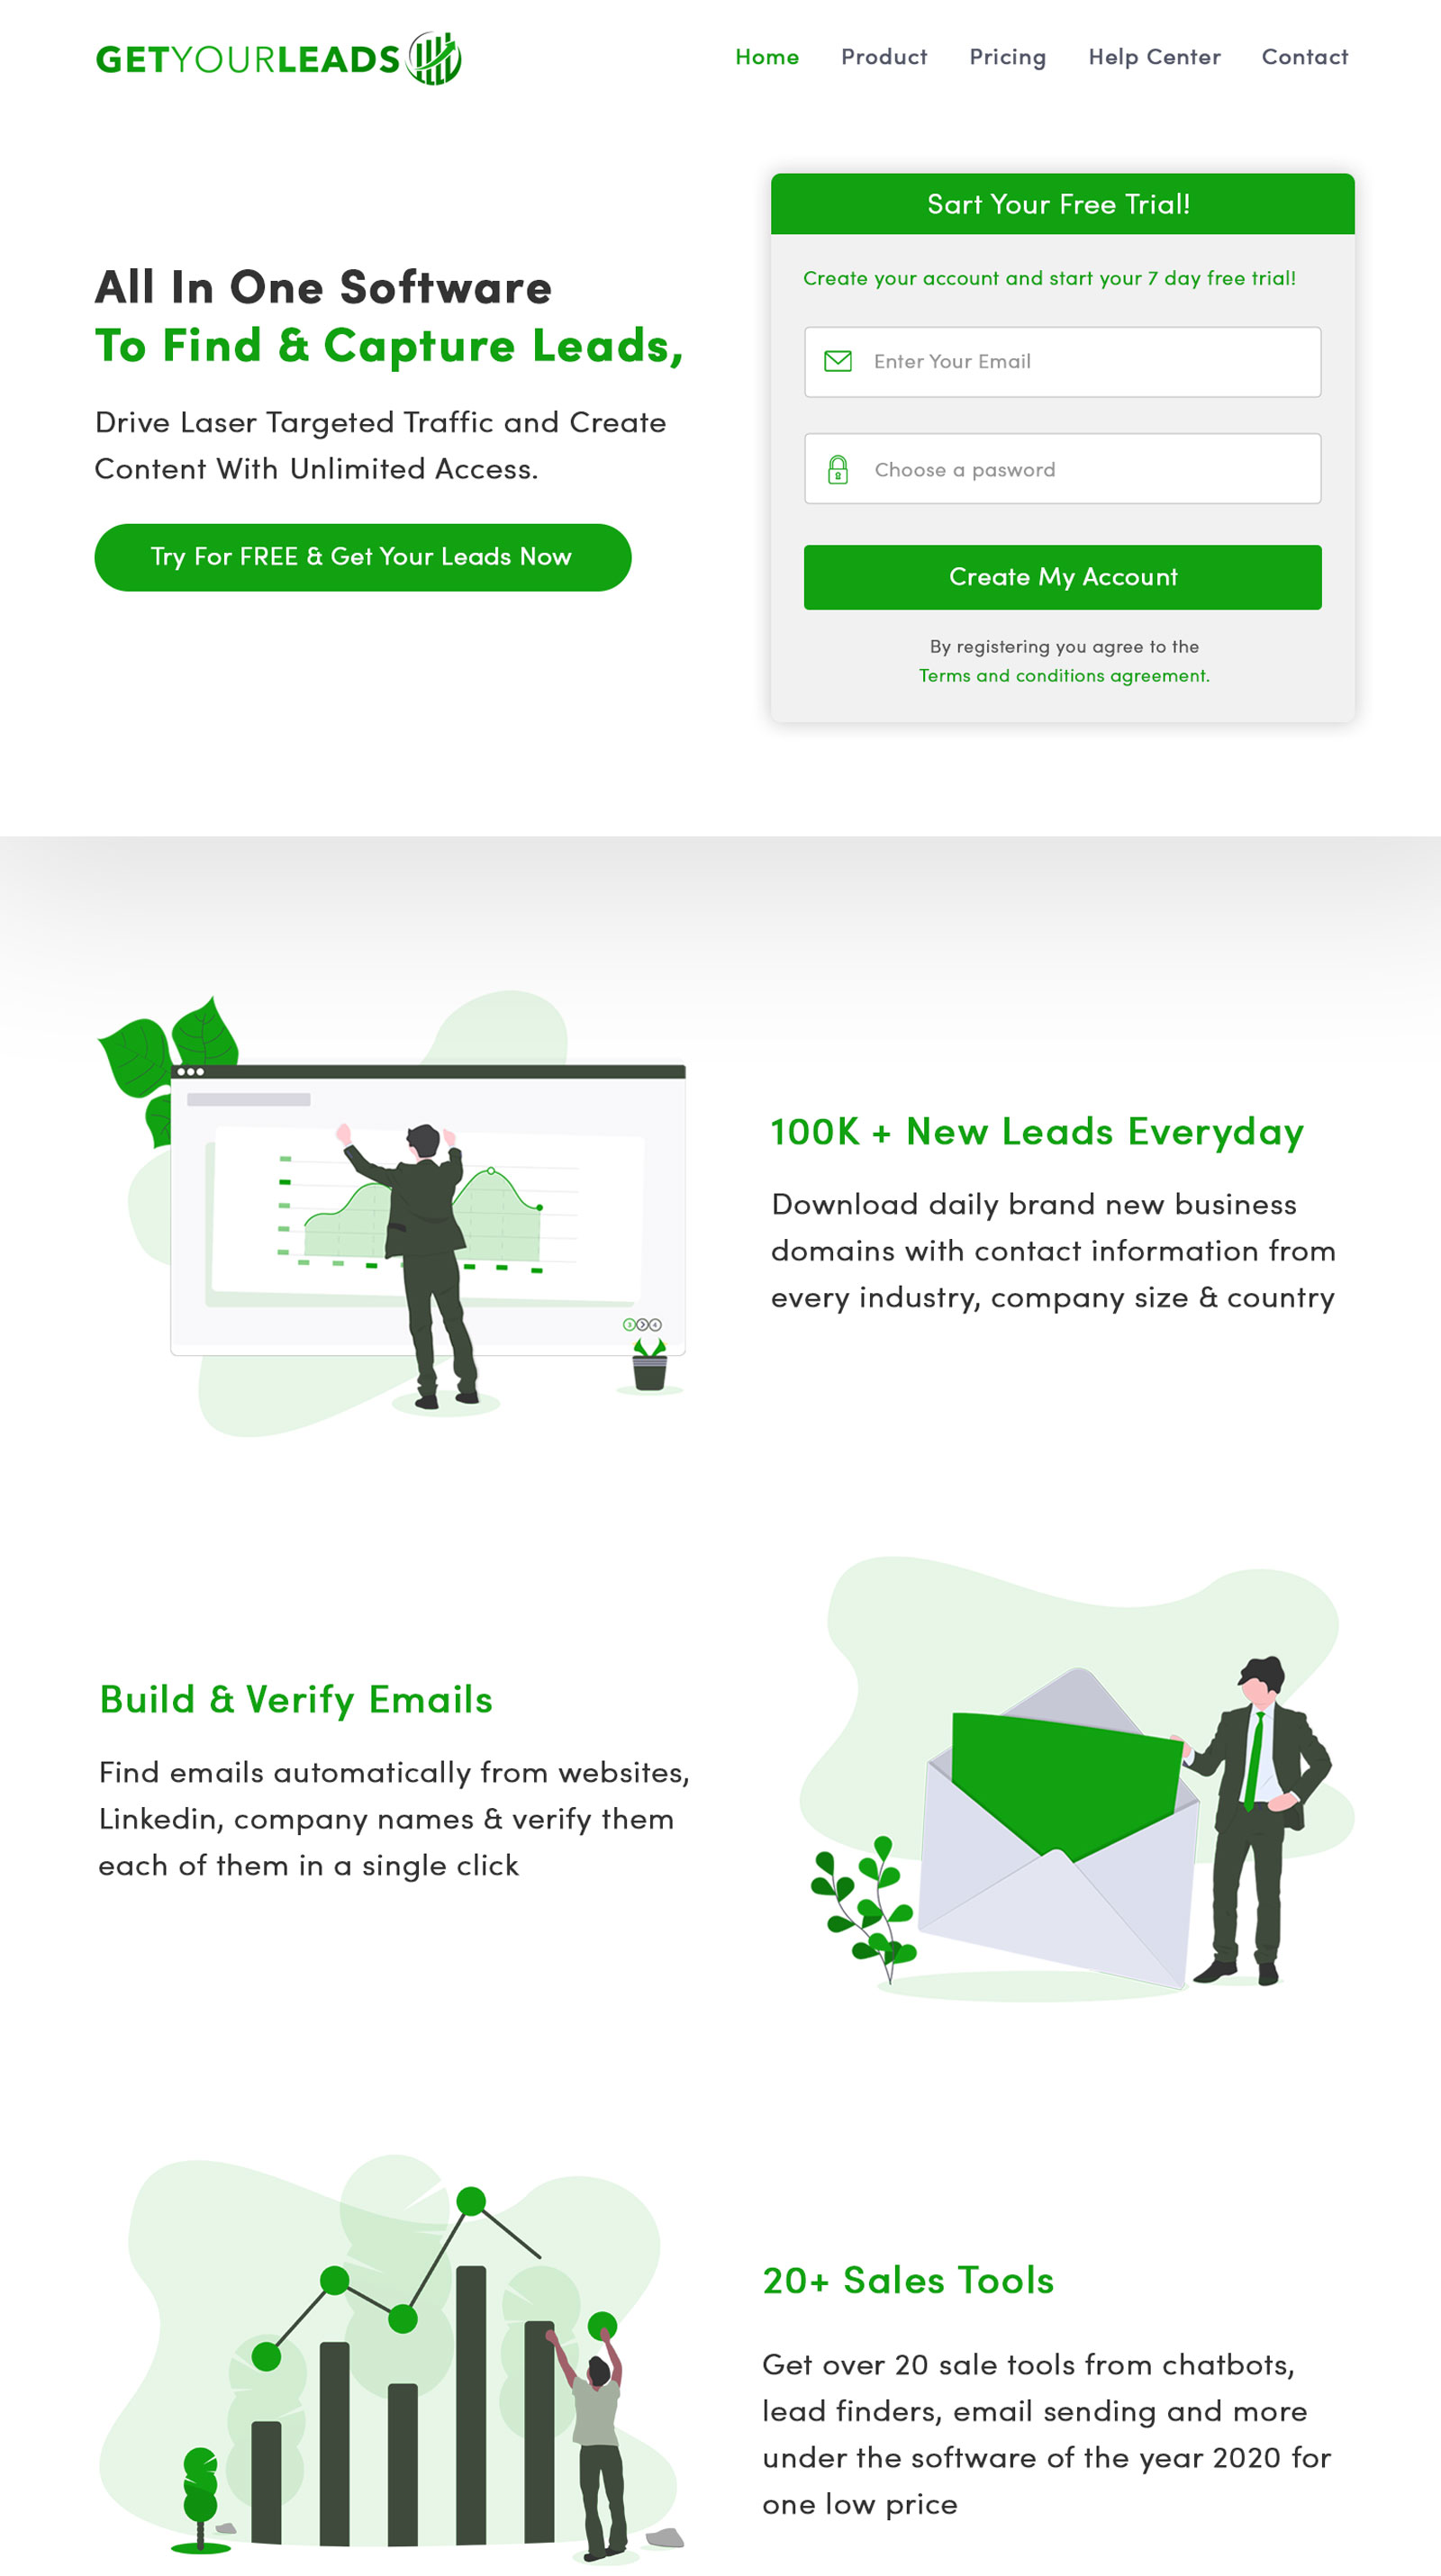 GETYOURLEADS
Home Product Pricing Help Center Contact
All In One Software
To Find & Capture Leads,
Drive Laser Targeted Traffic and Create
Content With Unlimited Access.
Try For FREE & Get Your Leads Now
Sart Your Free Trial!
Create your account and start your 7 day free trial!
Enter Your Email
Choose a pasword
Create My Account
By registering you agree to the
Terms and conditions agreement.
100K + New Leads Everyday
Download daily brand new business
domains with contact information from
every industry, company size & country
Build & Verify Emails
Find emails automatically from websites,
Linkedin, company names & verify them
each of them in a single click
20+ Sales Tools
Get over 20 sale tools from chatbots,
lead finders, email sending and more
under the software of the year 2020 for
one low price